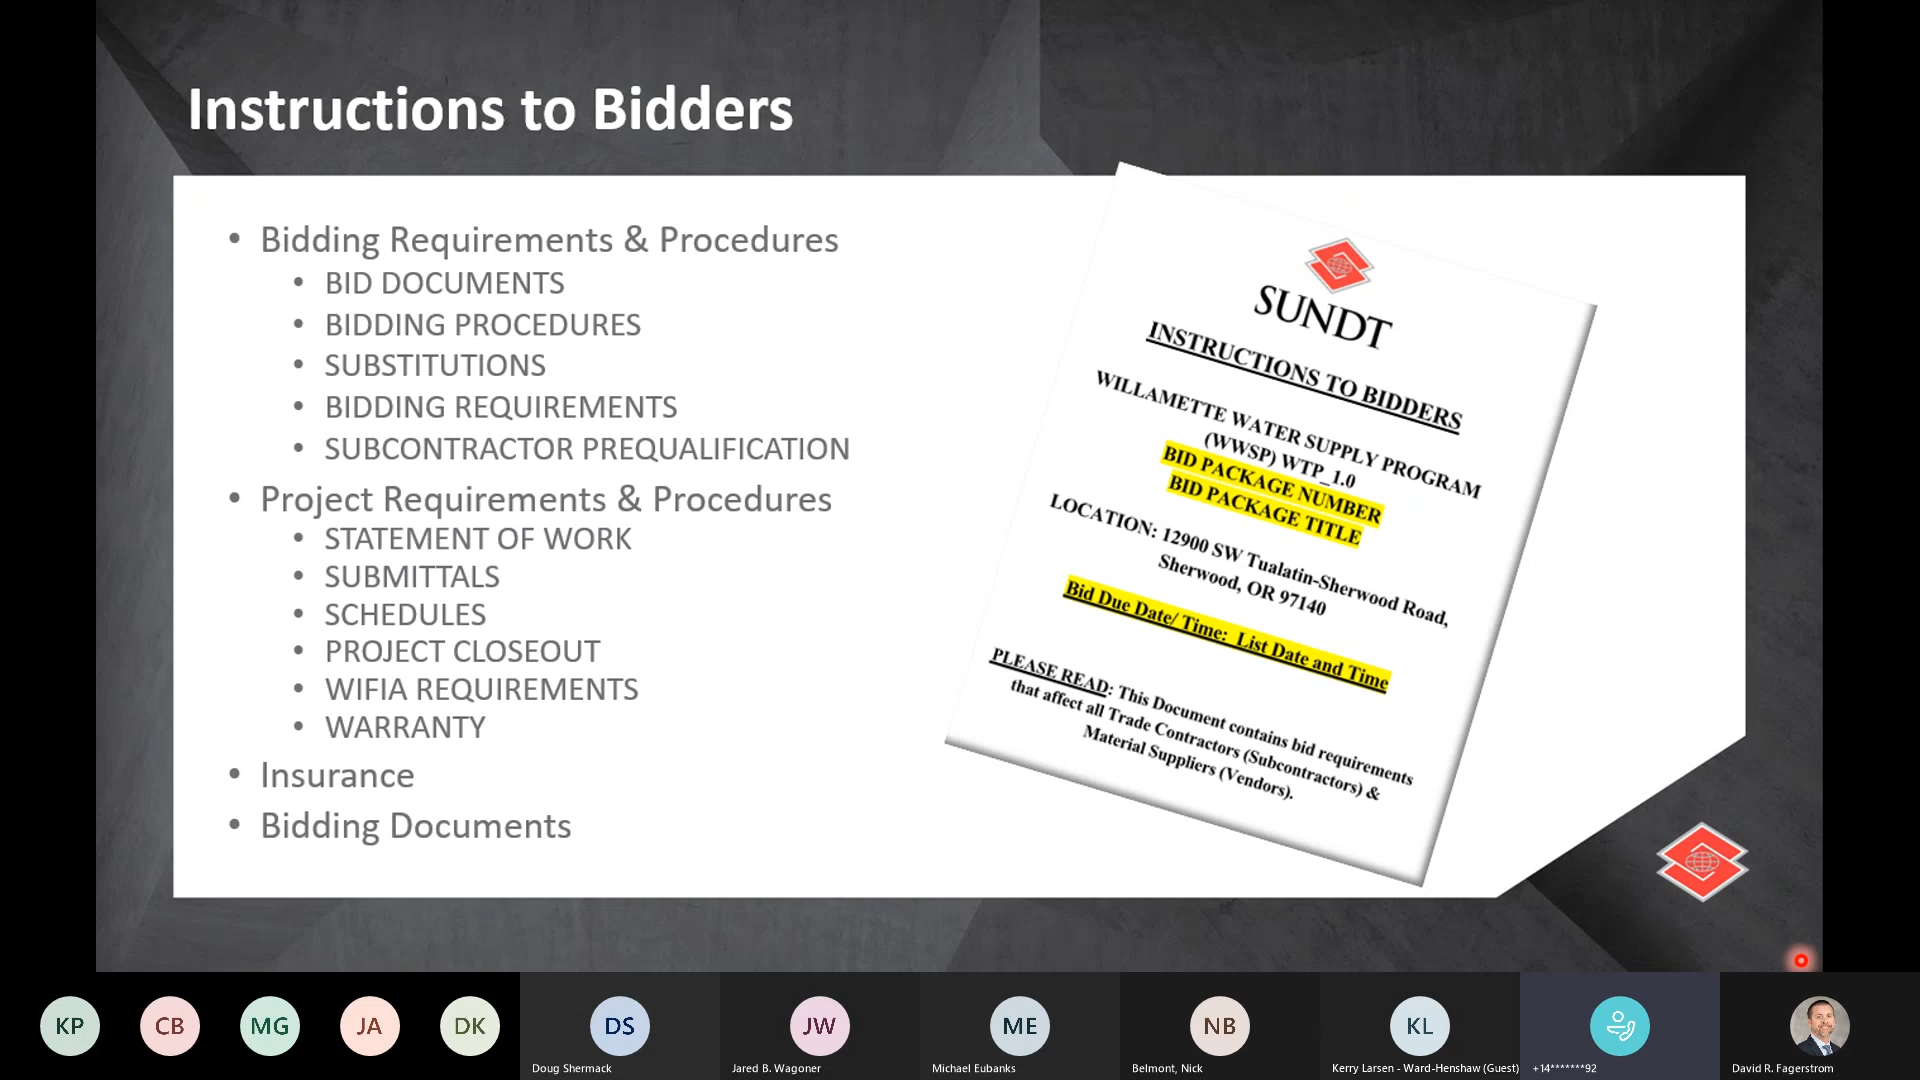 Instructions to Bidders
• Bidding Requirements & Procedures
• BID DOCUMENTS
• BIDDING PROCEDURES
• SUBSTITUTIONS
• BIDDING REQUIREMENTS
• SUBCONTRACTOR PREQUALIFICATION
• Project Requirements & Procedures
• STATEMENT OF WORK
• SUBMITTALS
• SCHEDULES
• PROJECT CLOSEOUT
• WIFIA REQUIREMENTS
• WARRANTY
• Insurance
• Bidding Documents
SUNDT
INSTRUCTIONS TO BIDDERS
WILLAMETTE WATER SUPPLY PROGRAM
(WWSP) WTP_1.0
BID PACKAGE NUMBER
BID PACKAGE TITLE
LOCATION: 12900 SW Tualatin-Sherwood Road,
Sherwood, OR 97140
Bid Due Date/ Time: List Date and Time
PLEASE READ: This Document contains bid requirements
that affect all Trade Contractors (Subcontractors) &
Material Suppliers (Vendors).
KP
CB
MG
JA
DK
DS
JW
ME
NB
KL
Doug Shermack
Jared B. Wagoner
Michael Eubanks
Belmont, Nick
Kerry Larsen - Ward-Henshaw (Guest)
+14*******92
David R. Fagerstrom